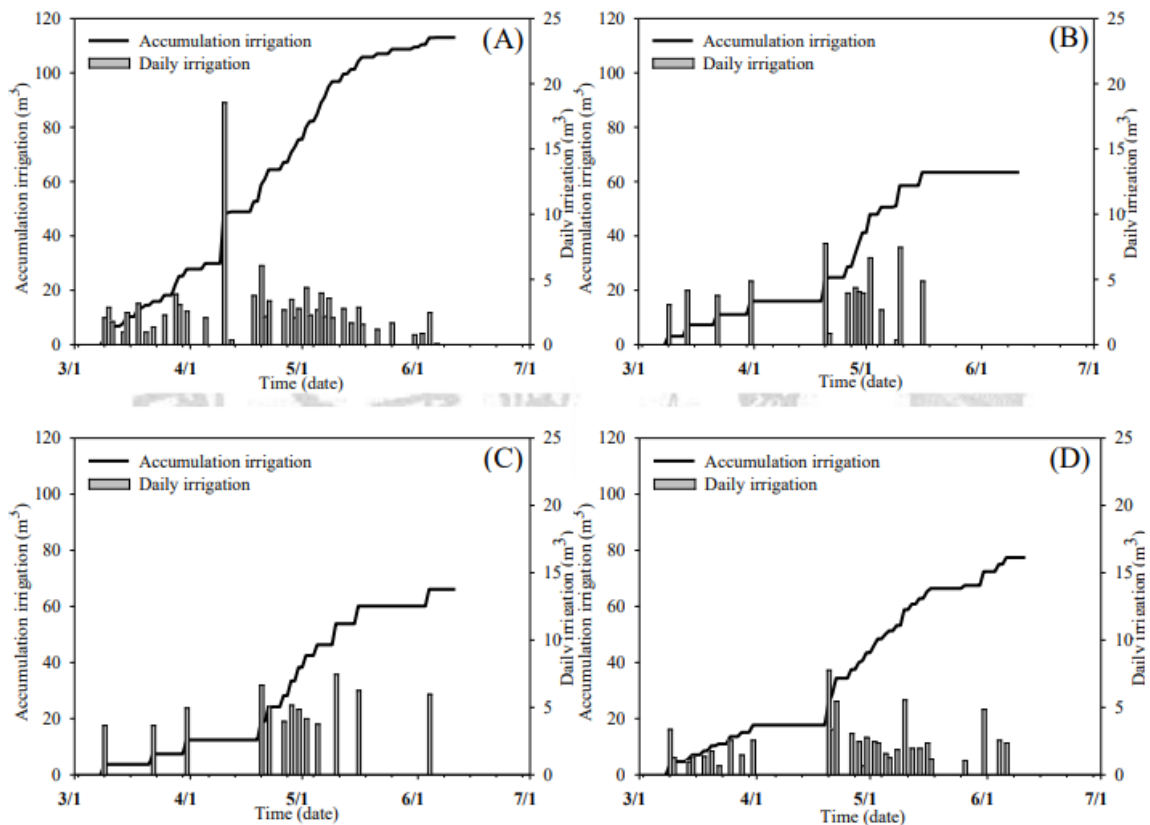 (A)
Accumulation irrigation
Daily irrigation
Accumulation irrigation (m³)
120
100
80
60
40
20
0
Daily irrigation (m³)
25
20
15
10
5
0
3/1 4/1 5/1 6/1 7/1
Time (date)
(B)
Accumulation irrigation
Daily irrigation
Accumulation irrigation (m³)
120
100
80
60
40
20
0
Daily irrigation (m³)
25
20
15
10
5
0
3/1 4/1 5/1 6/1 7/1
Time (date)
(C)
Accumulation irrigation
Daily irrigation
Accumulation irrigation (m³)
120
100
80
60
40
20
0
Daily irrigation (m³)
25
20
15
10
5
0
3/1 4/1 5/1 6/1 7/1
Time (date)
(D)
Accumulation irrigation
Daily irrigation
Accumulation irrigation (m³)
120
100
80
60
40
20
0
Daily irrigation (m³)
25
20
15
10
5
0
3/1 4/1 5/1 6/1 7/1
Time (date)